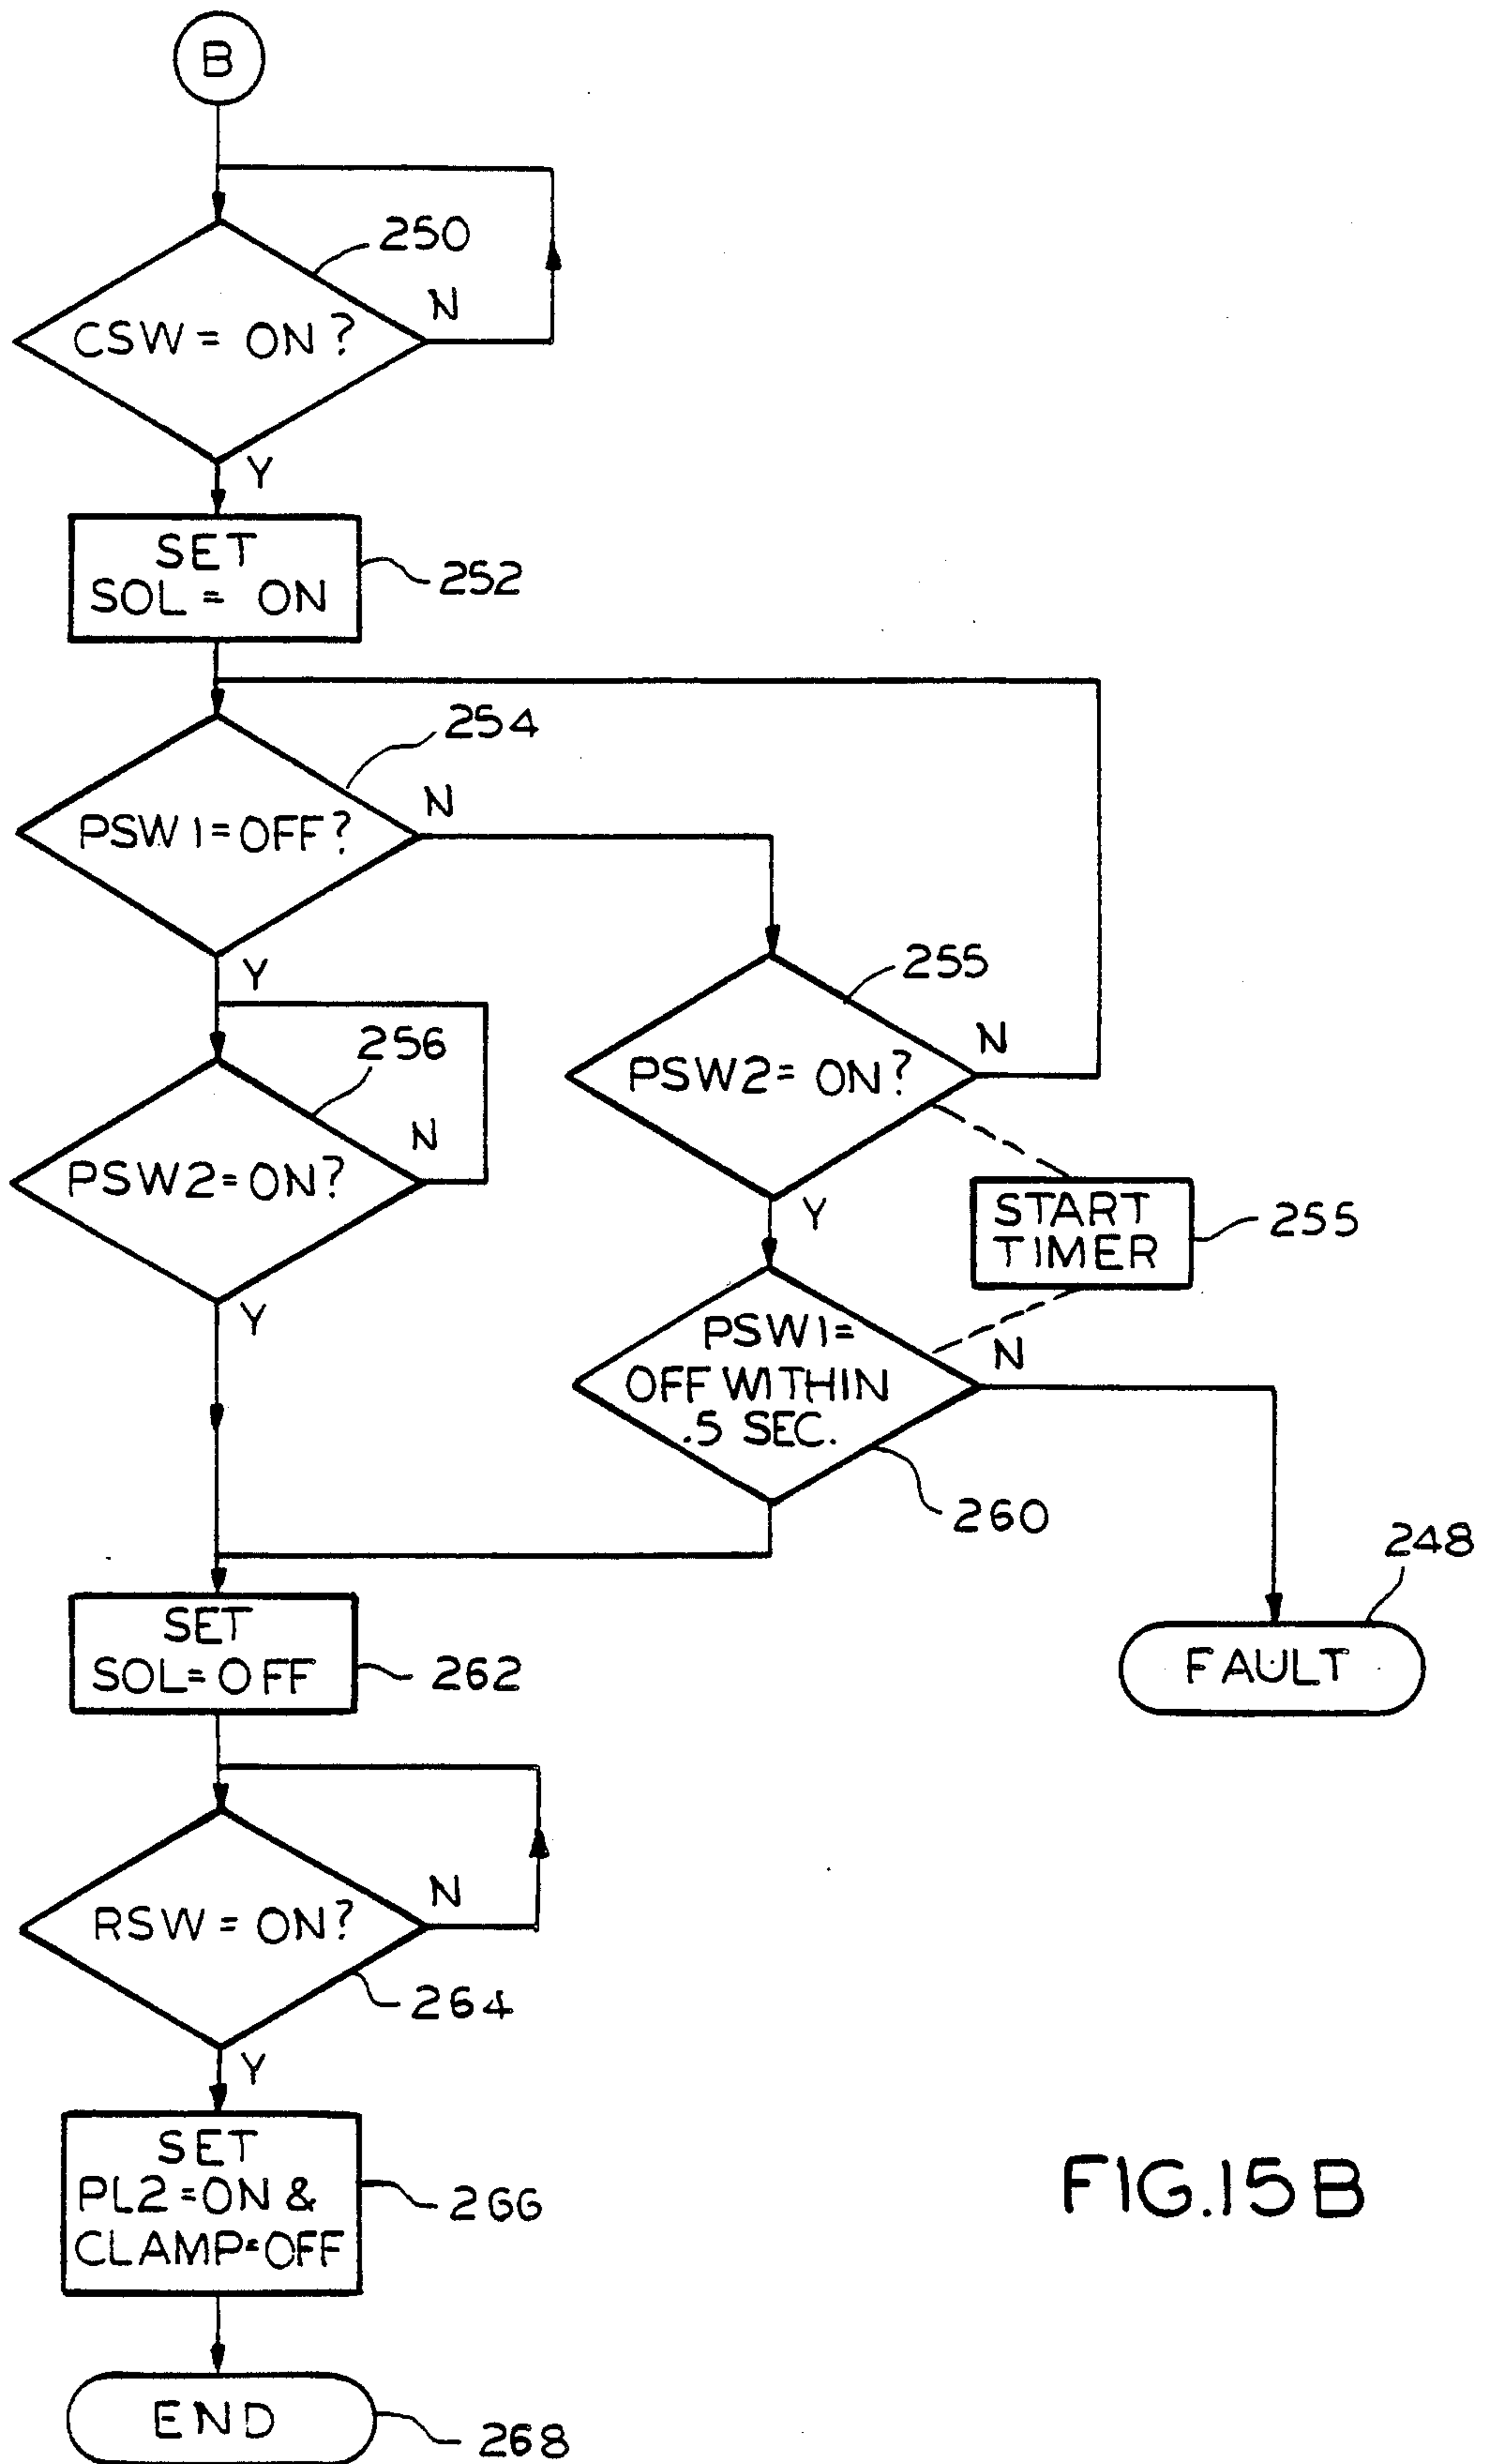 B
250
CSW = ON?
N
Y
SET
SOL = ON
252
254
PSW1=OFF?
N
Y
255
PSW2= ON?
N
Y
256
PSW2=ON?
N
Y
START
TIMER
255
PSW1=
OFF WITHIN
.5 SEC.
N
260
248
FAULT
SET
SOL=OFF
262
RSW = ON?
N
264
Y
SET
PL2=ON &
CLAMP=OFF
266
END
268
FIG.15B